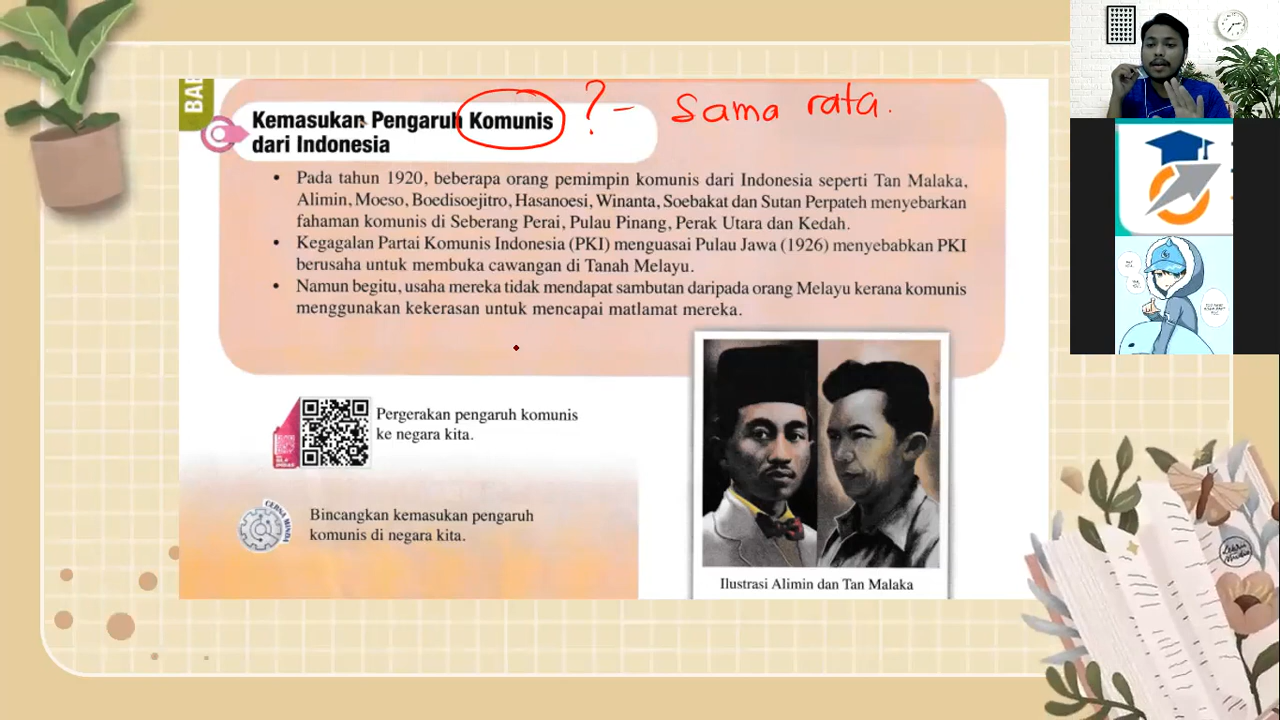 BAB
Kemasukan Pengaruh Komunis
? - sama rata.
dari Indonesia
• Pada tahun 1920, beberapa orang pemimpin komunis dari Indonesia seperti Tan Malaka,
Alimin, Moeso, Boedisoejitro, Hasanoesi, Winanta, Soebakat dan Sutan Perpateh menyebarkan
fahaman komunis di Seberang Perai, Pulau Pinang, Perak Utara dan Kedah.
• Kegagalan Partai Komunis Indonesia (PKI) menguasai Pulau Jawa (1926) menyebabkan PKI
berusaha untuk membuka cawangan di Tanah Melayu.
• Namun begitu, usaha mereka tidak mendapat sambutan daripada orang Melayu kerana komunis
menggunakan kekerasan untuk mencapai matlamat mereka.
Pergerakan pengaruh komunis
ke negara kita.
CERNA MINDA
Bincangkan kemasukan pengaruh
komunis di negara kita.
Ilustrasi Alimin dan Tan Malaka